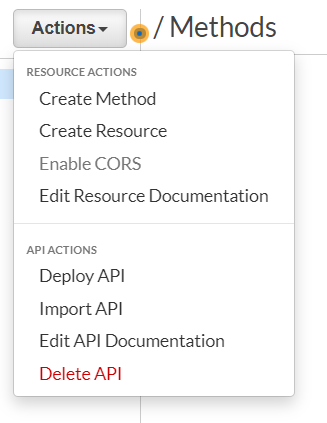 Actions
/ Methods
RESOURCE ACTIONS
Create Method
Create Resource
Enable CORS
Edit Resource Documentation
API ACTIONS
Deploy API
Import API
Edit API Documentation
Delete API